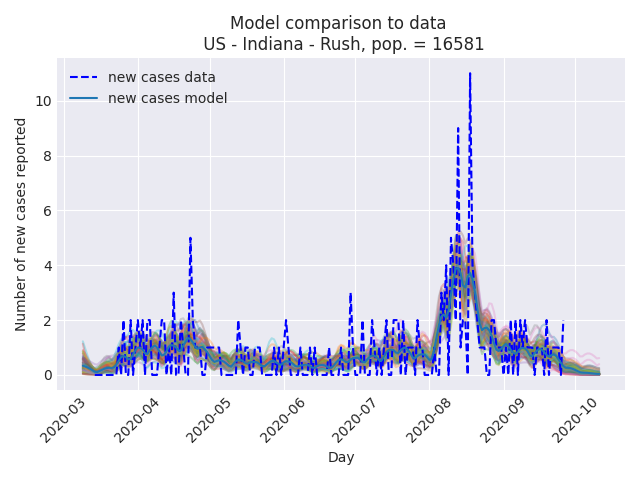 Model comparison to data
US - Indiana - Rush, pop. = 16581
new cases data
new cases model
Number of new cases reported
10
8
6
4
2
0
2020-03
2020-04
2020-05
2020-06
2020-07
2020-08
2020-09
2020-10
Day